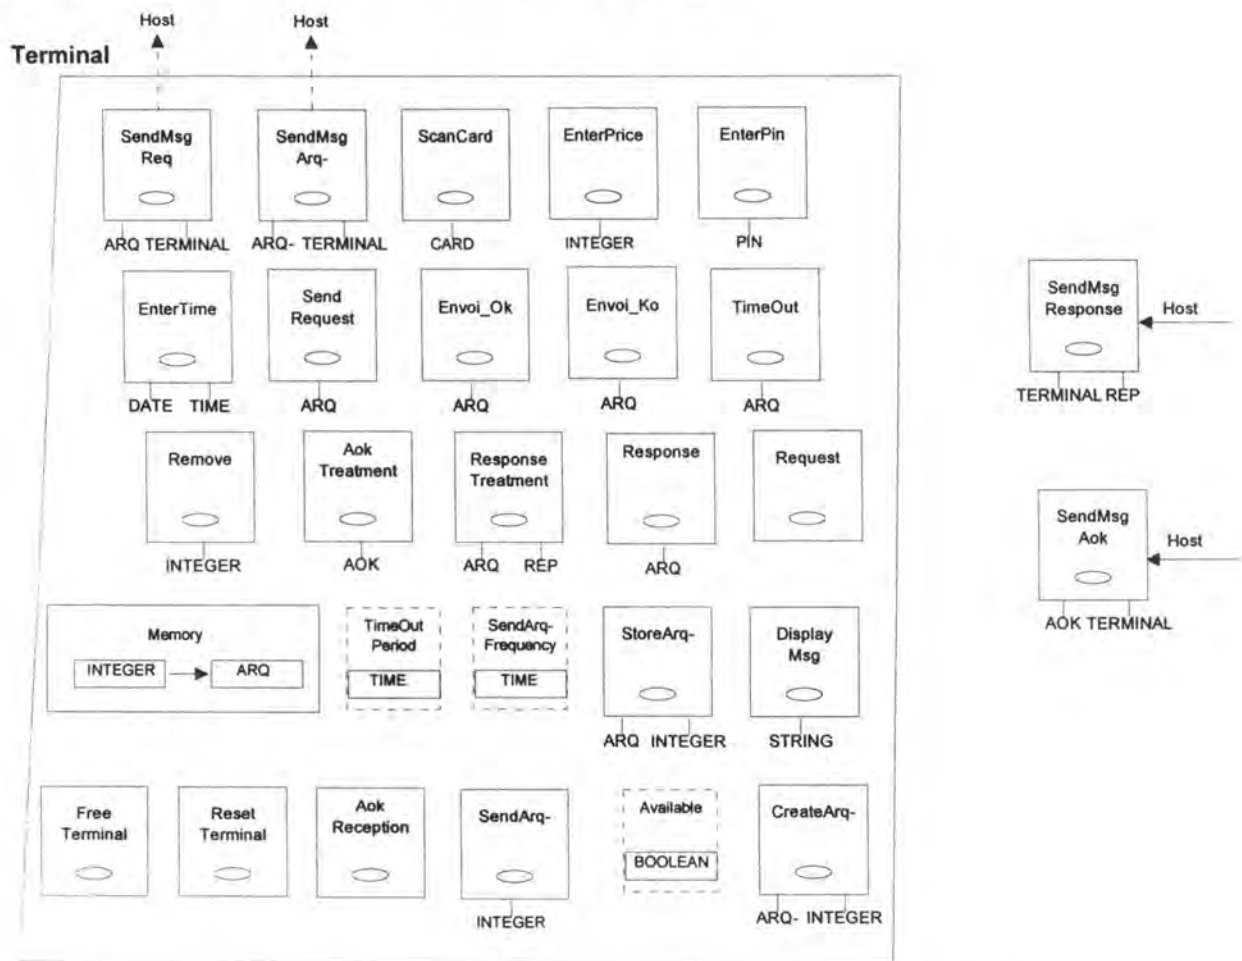 Host Host
Terminal
SendMsg Req SendMsg Arq- ScanCard EnterPrice EnterPin
ARQ TERMINAL ARQ- TERMINAL CARD INTEGER PIN
EnterTime Send Request Envoi_Ok Envoi_Ko TimeOut
DATE TIME ARQ ARQ ARQ ARQ
SendMsg Response Host
TERMINAL REP
Remove Aok Treatment Response Treatment Response Request
INTEGER AOK ARQ REP ARQ
SendMsg Aok Host
AOK TERMINAL
Memory TimeOut Period SendArq- Frequency StoreArq- Display Msg
INTEGER ARQ TIME TIME
ARQ INTEGER STRING
Free Terminal Reset Terminal Aok Reception SendArq- Available CreateArq-
BOOLEAN
INTEGER ARQ- INTEGER